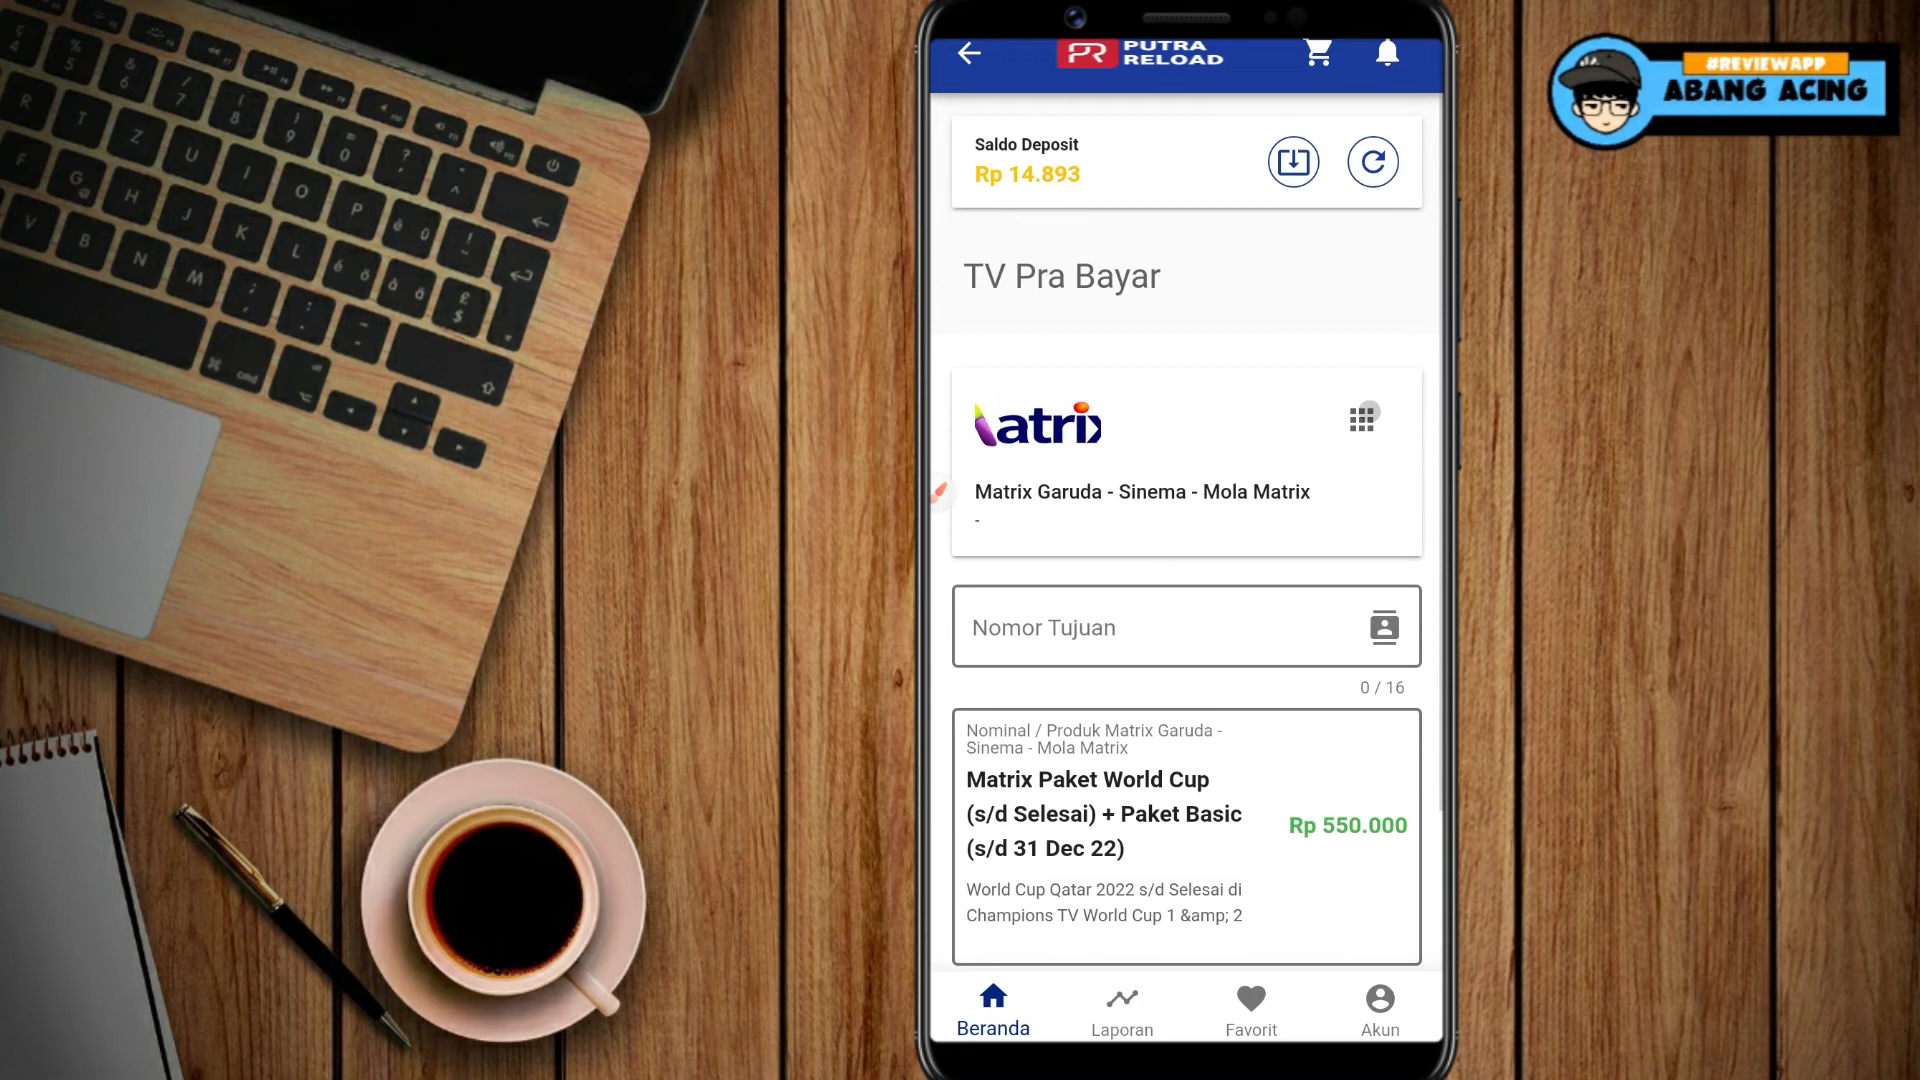 PR PUTRA
RELOAD
#REVIEWAPP
ABANG ACING
Saldo Deposit
Rp 14.893
TV Pra Bayar
atrix
Matrix Garuda - Sinema - Mola Matrix
-
Nomor Tujuan
0 / 16
Nominal / Produk Matrix Garuda -
Sinema - Mola Matrix
Matrix Paket World Cup
(s/d Selesai) + Paket Basic
(s/d 31 Dec 22)
Rp 550.000
World Cup Qatar 2022 s/d Selesai di
Champions TV World Cup 1 &amp; 2
Beranda
Laporan
Favorit
Akun